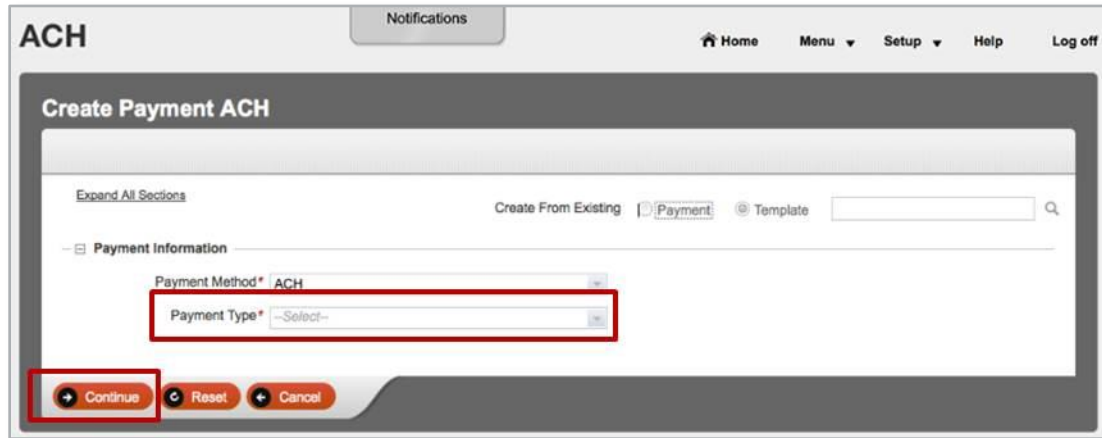 Notifications
ACH
Home Menu Setup Help Log off
Create Payment ACH
Expand All Sections
Create From Existing Payment Template
Payment Information
Payment Method* ACH
Payment Type* --Select--
Continue Reset Cancel